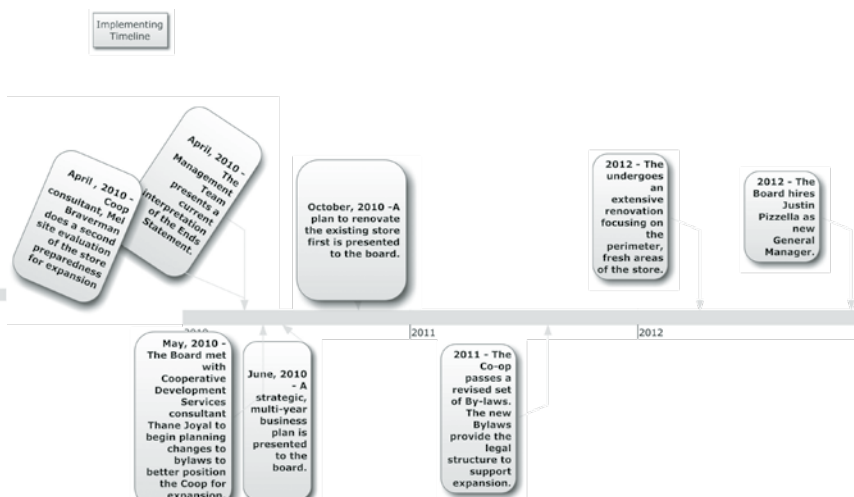 Implementing
Timeline
April , 2010 -
Coop
consultant, Mel
Braverman
does a second
site evaluation
of the store
preparedness
for expansion
April, 2010 -
The
Management
Team
presents a
current
interpretation
of the Ends
Statement.
October, 2010 -A
plan to renovate
the existing store
first is presented
to the board.
2012 - The
undergoes
an
extensive
renovation
focusing on
the
perimeter,
fresh areas
of the store.
2012 - The
Board hires
Justin
Pizzella as
new
General
Manager.
2010
2011
2012
May, 2010 -
The Board met
with
Cooperative
Development
Services
consultant
Thane Joyal to
begin planning
changes to
bylaws to
better position
the Coop for
expansion.
June, 2010
- A
strategic,
multi-year
business
plan is
presented
to the
board.
2011 - The
Co-op
passes a
revised set
of By-laws.
The new
Bylaws
provide the
legal
structure to
support
expansion.